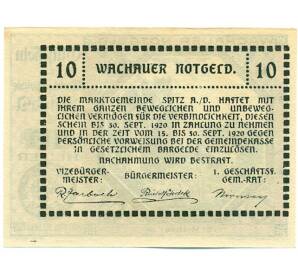 10 WACHAUER NOTGELD. 10
DIE MARKTGEMEINDE SPITZ A./D. HAFTET MIT
IHREM GANZEN BEWEGLICHEN UND UNBEWEG-
LICHEN VERMÖGEN FÜR DIE VERBINDLICHKEIT, DIESEN
SCHEIN BIS 30. SEPT. 1920 IN ZAHLUNG ZU NEHMEN
UND IN DER ZEIT VOM 15. BIS 30. SEPT. 1920 GEGEN
PERSÖNLICHE VORWEISUNG BEI DER GEMEINDEKASSE
IN GESETZLICHEM BARGELDE EINZULÖSEN.
NACHAHMUNG WIRD BESTRAFT.
VIZEBÜRGER- BÜRGERMEISTER: 1. GESCHÄFTSF.
MEISTER: GEM.-RAT: